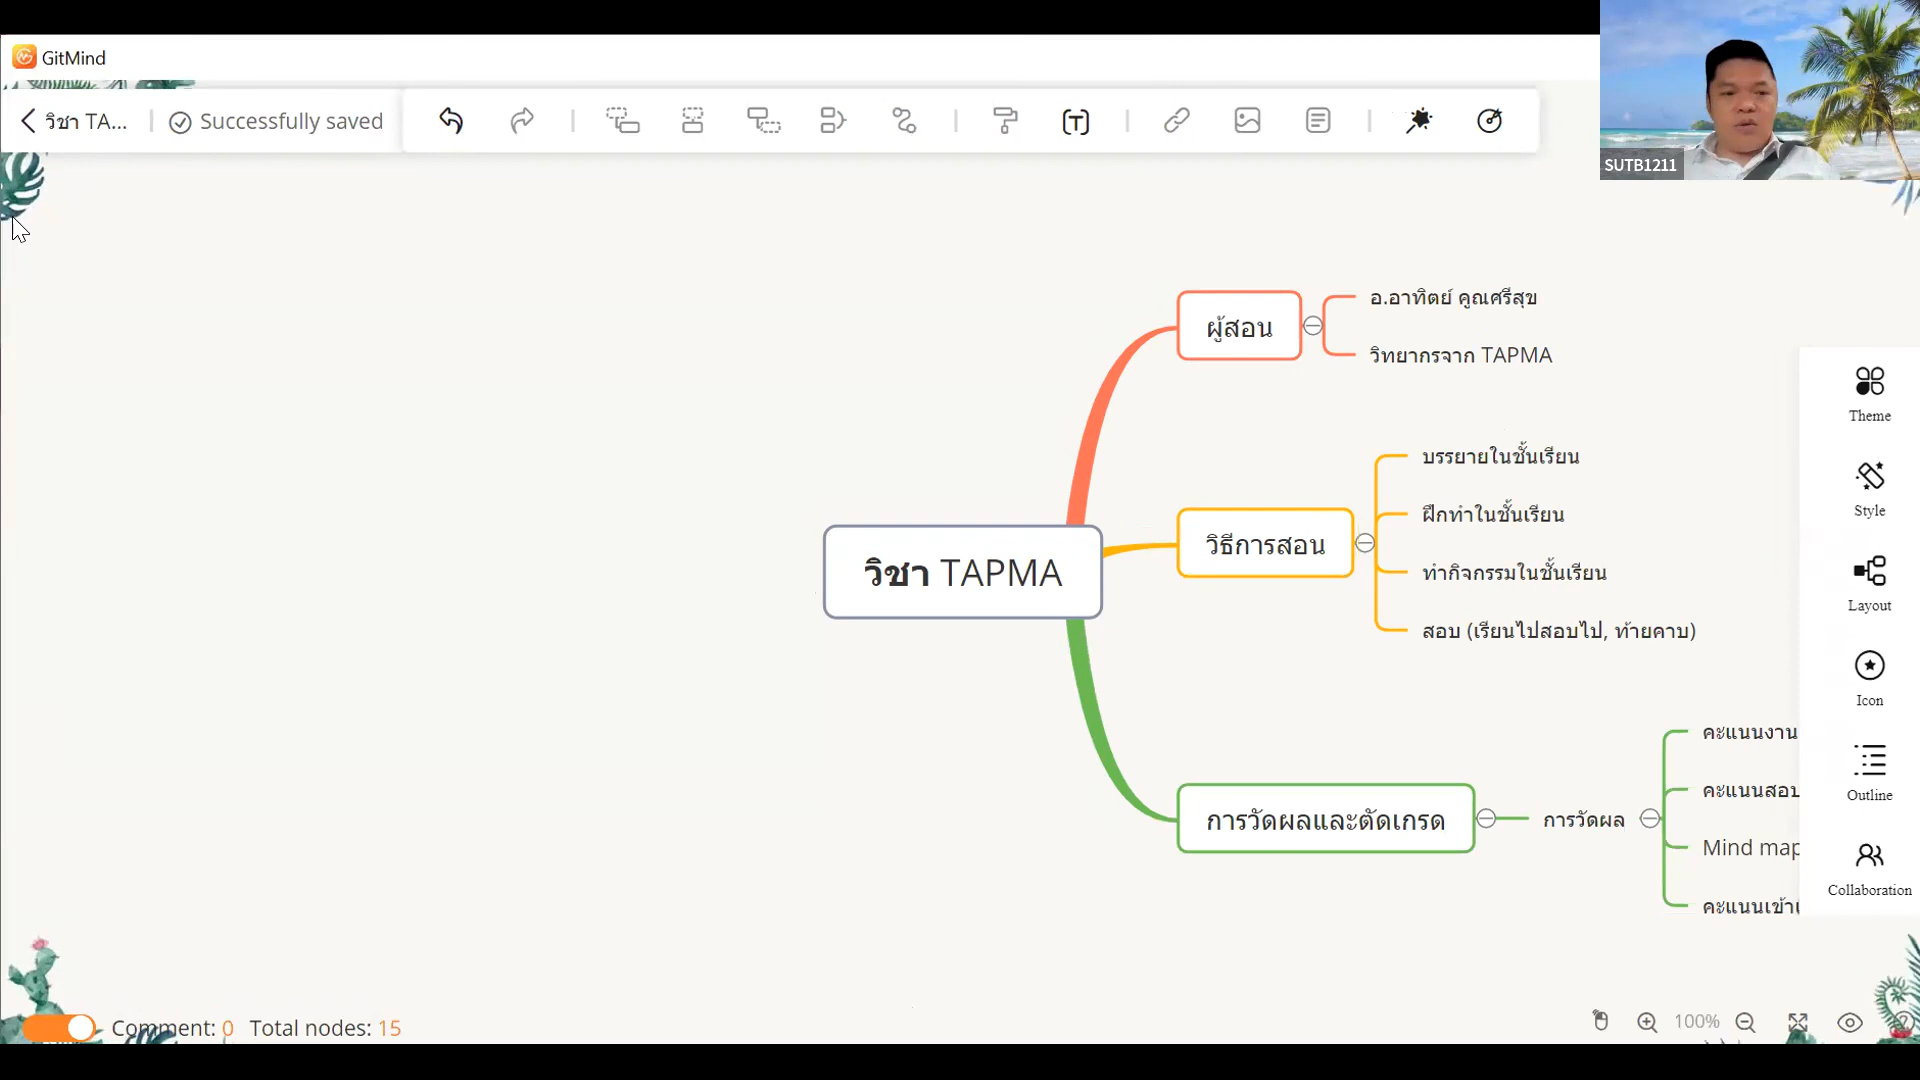 GitMind
วิชา TA...
Successfully saved
SUTB1211
ผู้สอน
อ.อาทิตย์ คูณศรีสุข
วิทยากรจาก TAPMA
วิชา TAPMA
วิธีการสอน
บรรยายในชั้นเรียน
ฝึกทำในชั้นเรียน
ทำกิจกรรมในชั้นเรียน
สอบ (เรียนไปสอบไป, ท้ายคาบ)
การวัดผลและตัดเกรด
การวัดผล
คะแนนงาน
คะแนนสอบ
Mind map
Theme
Style
Layout
Icon
Outline
Collaboration
Comment: 0 Total nodes: 15
100%